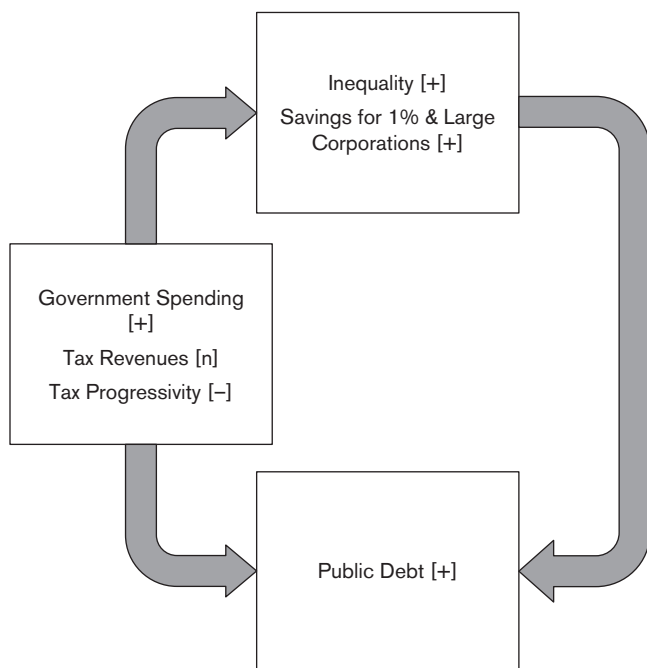 Inequality [+]
Savings for 1% & Large
Corporations [+]
Government Spending
[+]
Tax Revenues [n]
Tax Progressivity [–]
Public Debt [+]